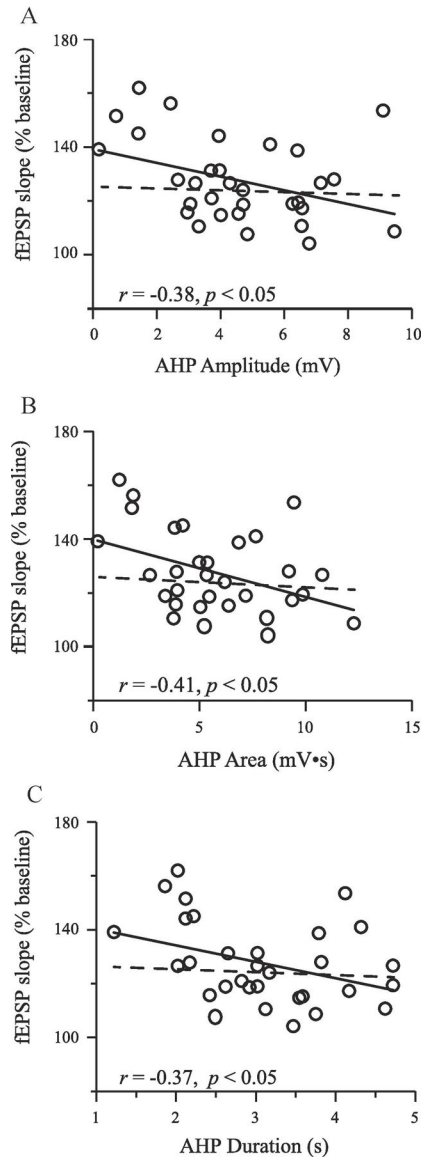 A
180
140
100
fEPSP slope (% baseline)
r = -0.38, p < 0.05
0 2 4 6 8 10
AHP Amplitude (mV)
B
180
140
100
fEPSP slope (% baseline)
r = -0.41, p < 0.05
0 5 10 15
AHP Area (mV•s)
C
180
140
100
fEPSP slope (% baseline)
r = -0.37, p < 0.05
1 2 3 4 5
AHP Duration (s)